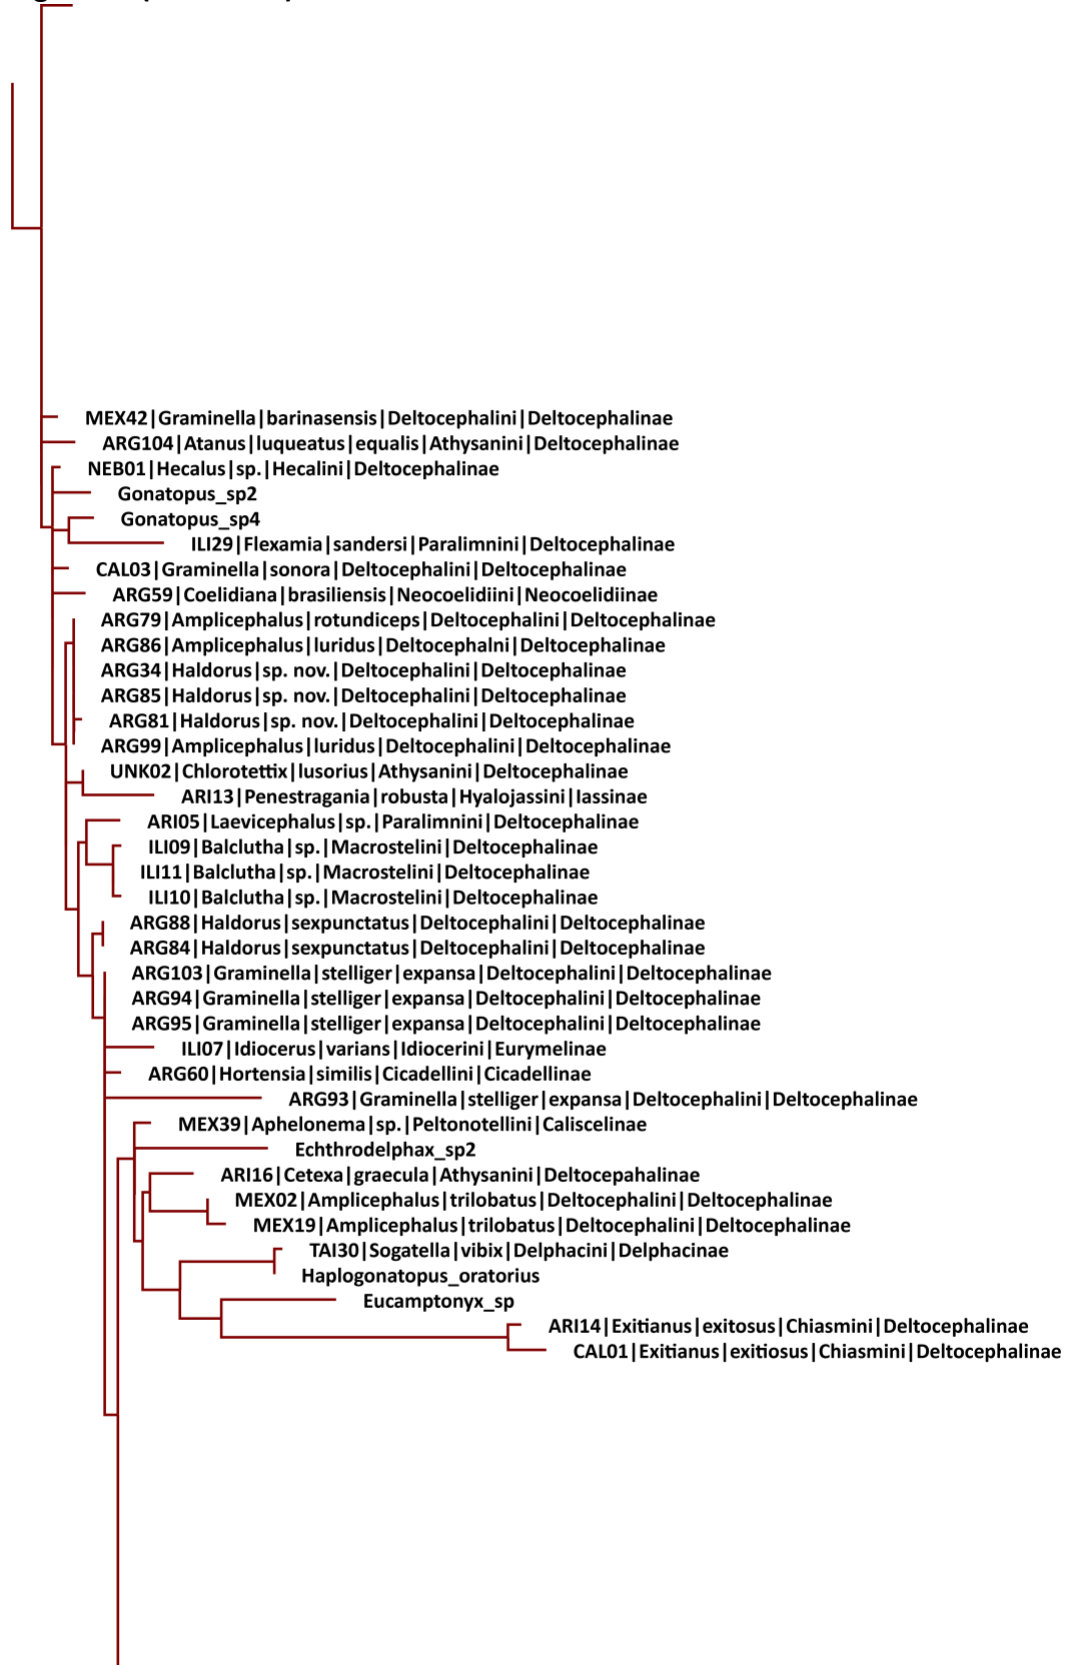 MEX42|Graminella|barinasensis|Deltocephalini|Deltocephalinae
ARG104|Atanus|luqueatus|equalis|Athysanini|Deltocephalinae
NEB01|Hecalus|sp.|Hecalini|Deltocephalinae
Gonatopus_sp2
Gonatopus_sp4
ILI29|Flexamia|sandersi|Paralimnini|Deltocephalinae
CAL03|Graminella|sonora|Deltocephalini|Deltocephalinae
ARG59|Coelidiana|brasiliensis|Neocoelidiini|Neocoelidiinae
ARG79|Amplicephalus|rotundiceps|Deltocephalini|Deltocephalinae
ARG86|Amplicephalus|luridus|Deltocephalni|Deltocephalinae
ARG34|Haldorus|sp. nov.|Deltocephalini|Deltocephalinae
ARG85|Haldorus|sp. nov.|Deltocephalini|Deltocephalinae
ARG81|Haldorus|sp. nov.|Deltocephalini|Deltocephalinae
ARG99|Amplicephalus|luridus|Deltocephalini|Deltocephalinae
UNK02|Chlorotettix|lusorius|Athysanini|Deltocephalinae
ARI13|Penestragania|robusta|Hyalojassini|Iassinae
ARI05|Laevicephalus|sp.|Paralimnini|Deltocephalinae
ILI09|Balclutha|sp.|Macrostelini|Deltocephalinae
ILI11|Balclutha|sp.|Macrostelini|Deltocephalinae
ILI10|Balclutha|sp.|Macrostelini|Deltocephalinae
ARG88|Haldorus|sexpunctatus|Deltocephalini|Deltocephalinae
ARG84|Haldorus|sexpunctatus|Deltocephalini|Deltocephalinae
ARG103|Graminella|stelliger|expansa|Deltocephalini|Deltocephalinae
ARG94|Graminella|stelliger|expansa|Deltocephalini|Deltocephalinae
ARG95|Graminella|stelliger|expansa|Deltocephalini|Deltocephalinae
ILI07|Idiocerus|varians|Idiocerini|Eurymelinae
ARG60|Hortensia|similis|Cicadellini|Cicadellinae
ARG93|Graminella|stelliger|expansa|Deltocephalini|Deltocephalinae
MEX39|Aphelonema|sp.|Peltonotellini|Caliscelinae
Echthrodelphax_sp2
ARI16|Cetexa|graecula|Athysanini|Deltocepahalinae
MEX02|Amplicephalus|trilobatus|Deltocephalini|Deltocephalinae
MEX19|Amplicephalus|trilobatus|Deltocephalini|Deltocephalinae
TAI30|Sogatella|vibix|Delphacini|Delphacinae
Haplogonatopus_oratorius
Eucamptonyx_sp
ARI14|Exitianus|exitosus|Chiasmini|Deltocephalinae
CAL01|Exitianus|exitiosus|Chiasmini|Deltocephalinae